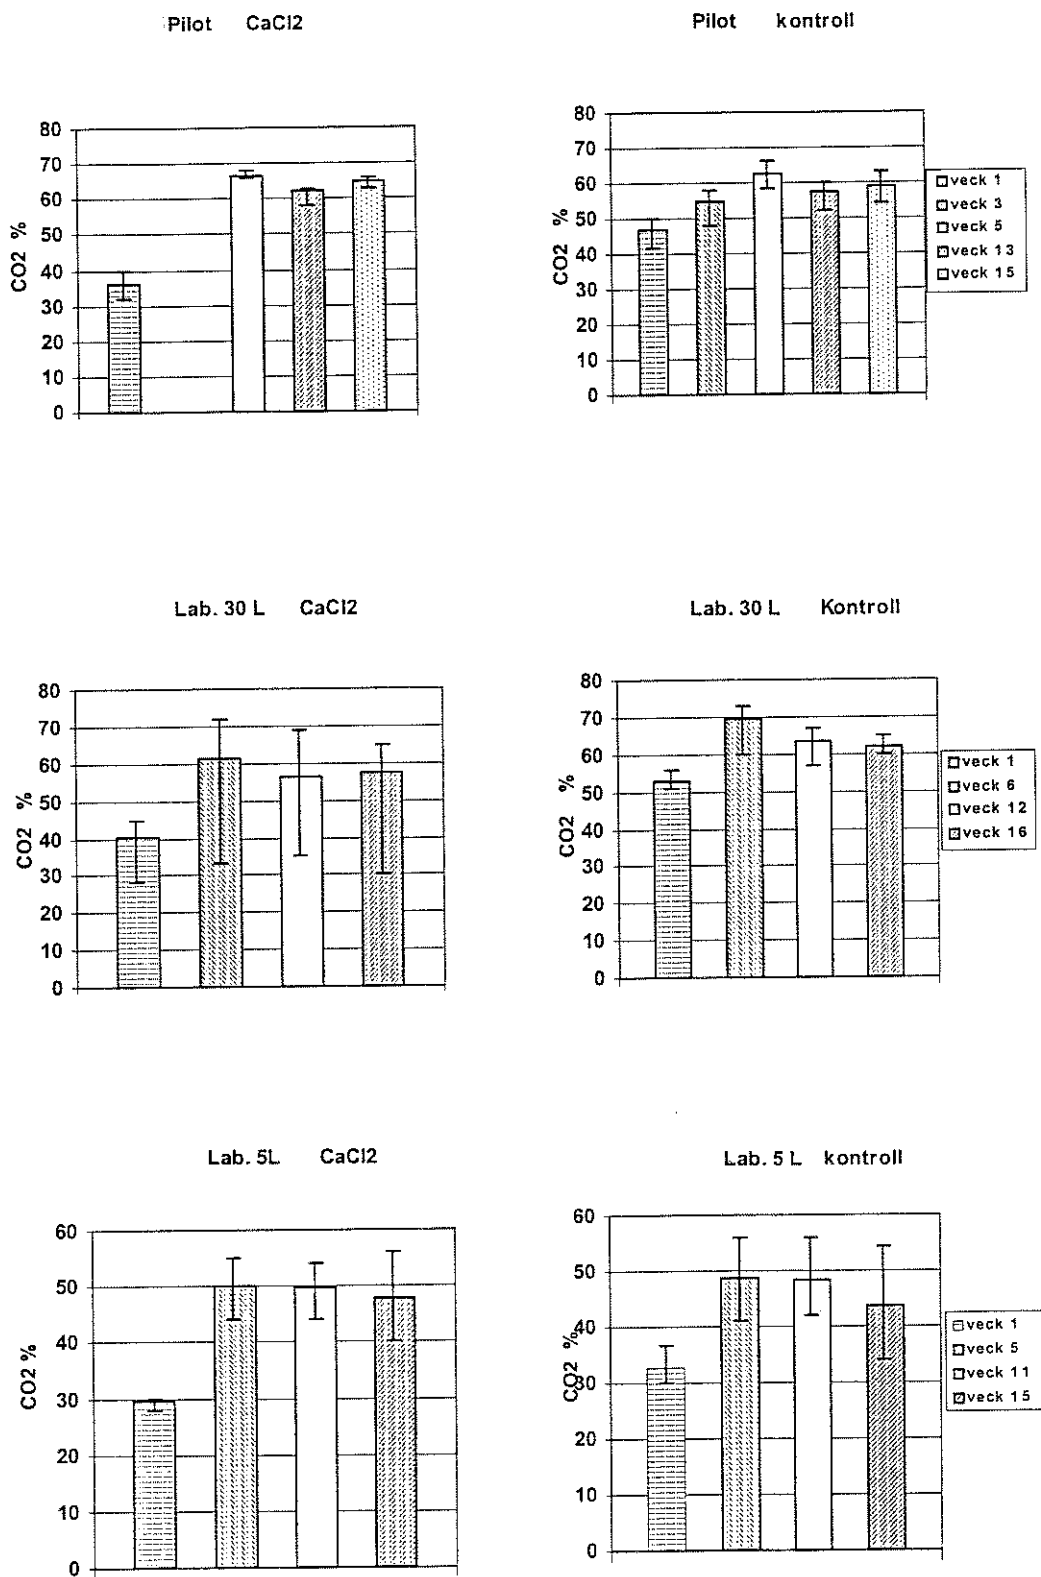 Pilot CaCl2
CO2 %
80
70
60
50
40
30
20
10
0
Pilot kontroll
CO2 %
80
70
60
50
40
30
20
10
0
veck 1
veck 3
veck 5
veck 13
veck 15
Lab. 30 L CaCl2
CO2 %
80
70
60
50
40
30
20
10
0
Lab. 30 L Kontroll
CO2 %
80
70
60
50
40
30
20
10
0
veck 1
veck 6
veck 12
veck 16
Lab. 5L CaCl2
CO2 %
60
50
40
30
20
10
0
Lab. 5 L kontroll
CO2 %
60
50
40
30
20
10
0
veck 1
veck 5
veck 11
veck 15